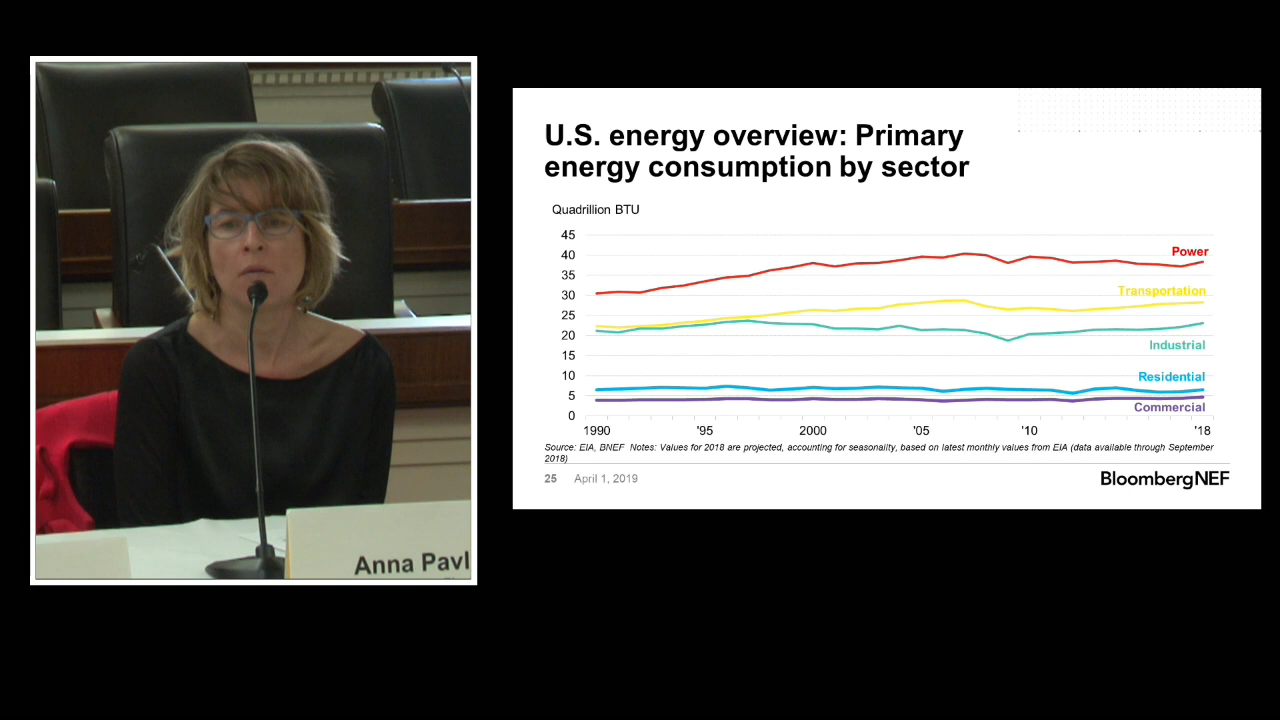 U.S. energy overview: Primary
energy consumption by sector
Quadrillion BTU
45
40
35
30
25
20
15
10
5
0
Power
Transportation
Industrial
Residential
Commercial
1990
'95
2000
'05
'10
'18
Source: EIA, BNEF Notes: Values for 2018 are projected, accounting for seasonality, based on latest monthly values from EIA (data available through September
2018)
25 April 1, 2019
BloombergNEF
Anna Pavl